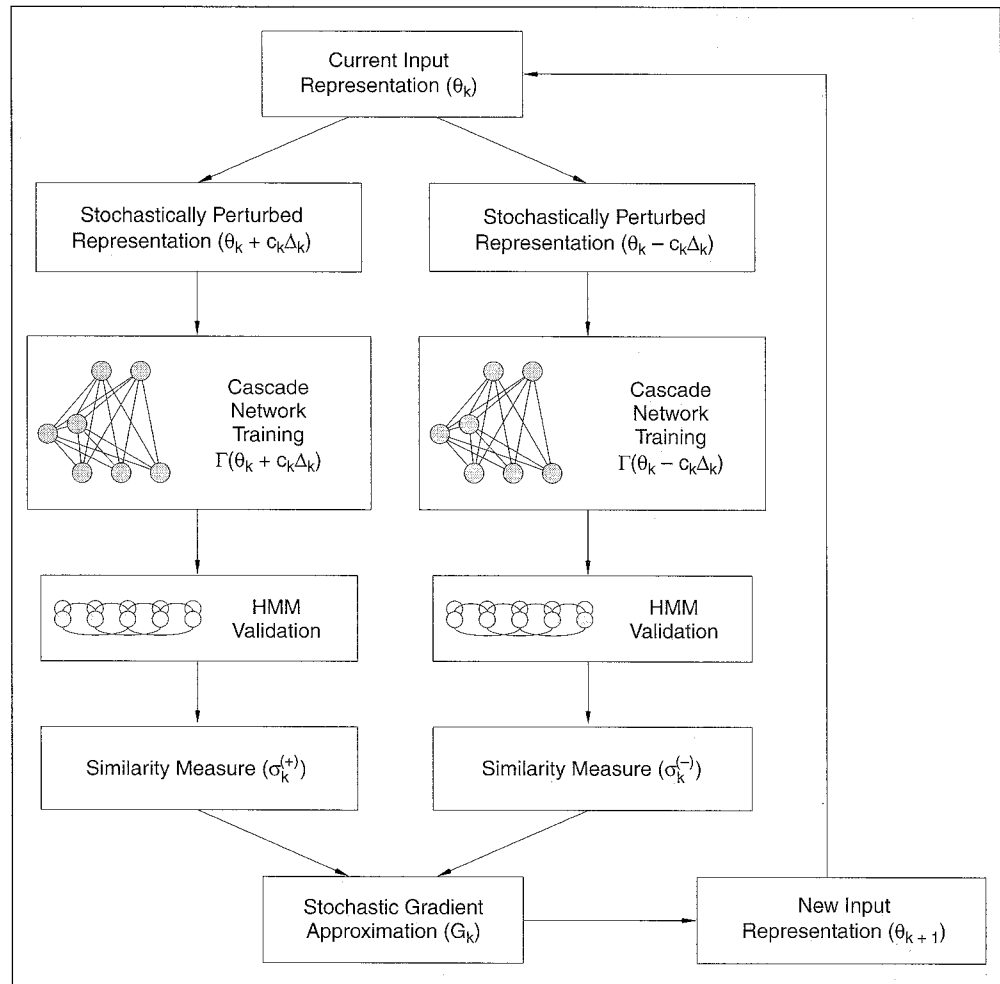 Current Input
Representation (θk)
Stochastically Perturbed
Representation (θk + ckΔk)
Stochastically Perturbed
Representation (θk − ckΔk)
Cascade
Network
Training
Γ(θk + ckΔk)
Cascade
Network
Training
Γ(θk − ckΔk)
HMM
Validation
HMM
Validation
Similarity Measure (σk(+))
Similarity Measure (σk(−))
Stochastic Gradient
Approximation (Gk)
New Input
Representation (θk + 1)